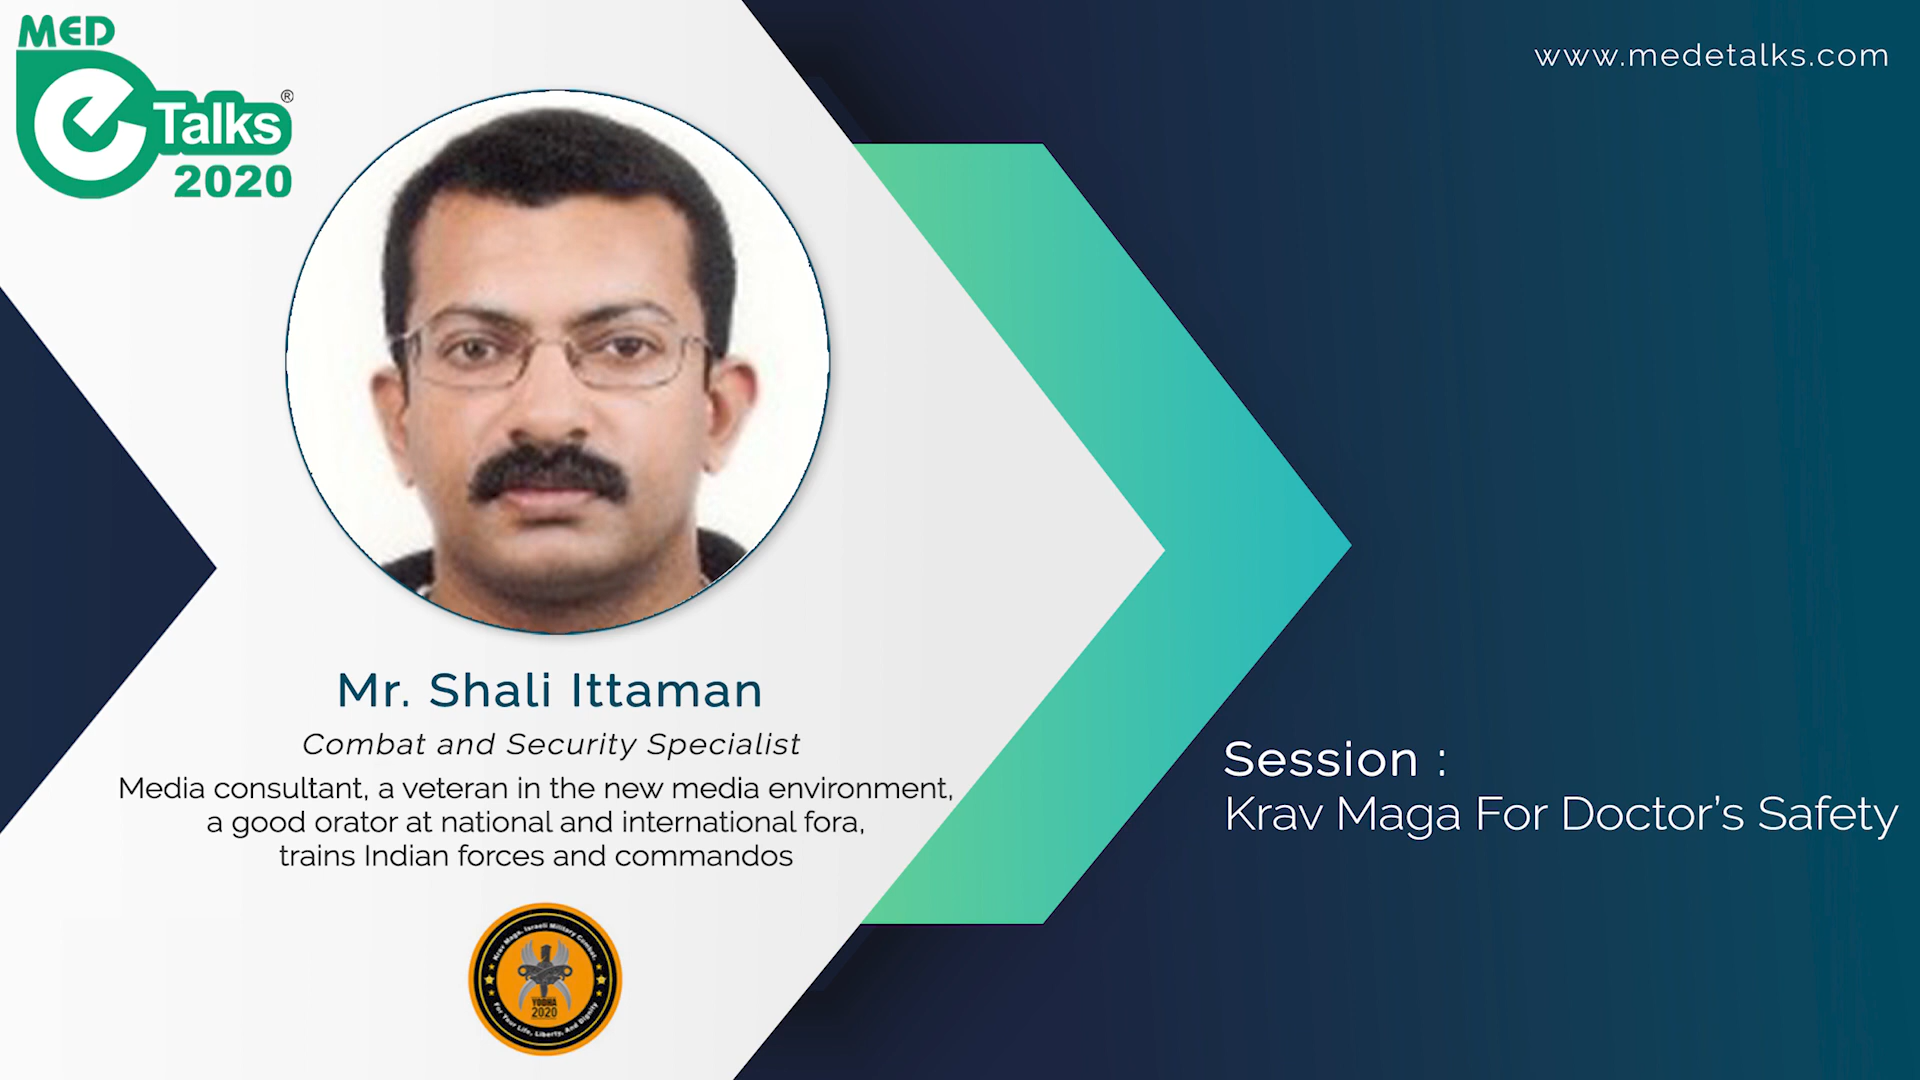 MED
e Talks®
2020
www.medetalks.com
Mr. Shali Ittaman
Combat and Security Specialist
Media consultant, a veteran in the new media environment,
a good orator at national and international fora,
trains Indian forces and commandos
Session :
Krav Maga For Doctor's Safety
Krav Maga, Israeli Military Combat,
YODHA
2020
For Your Life, Liberty, And Dignity